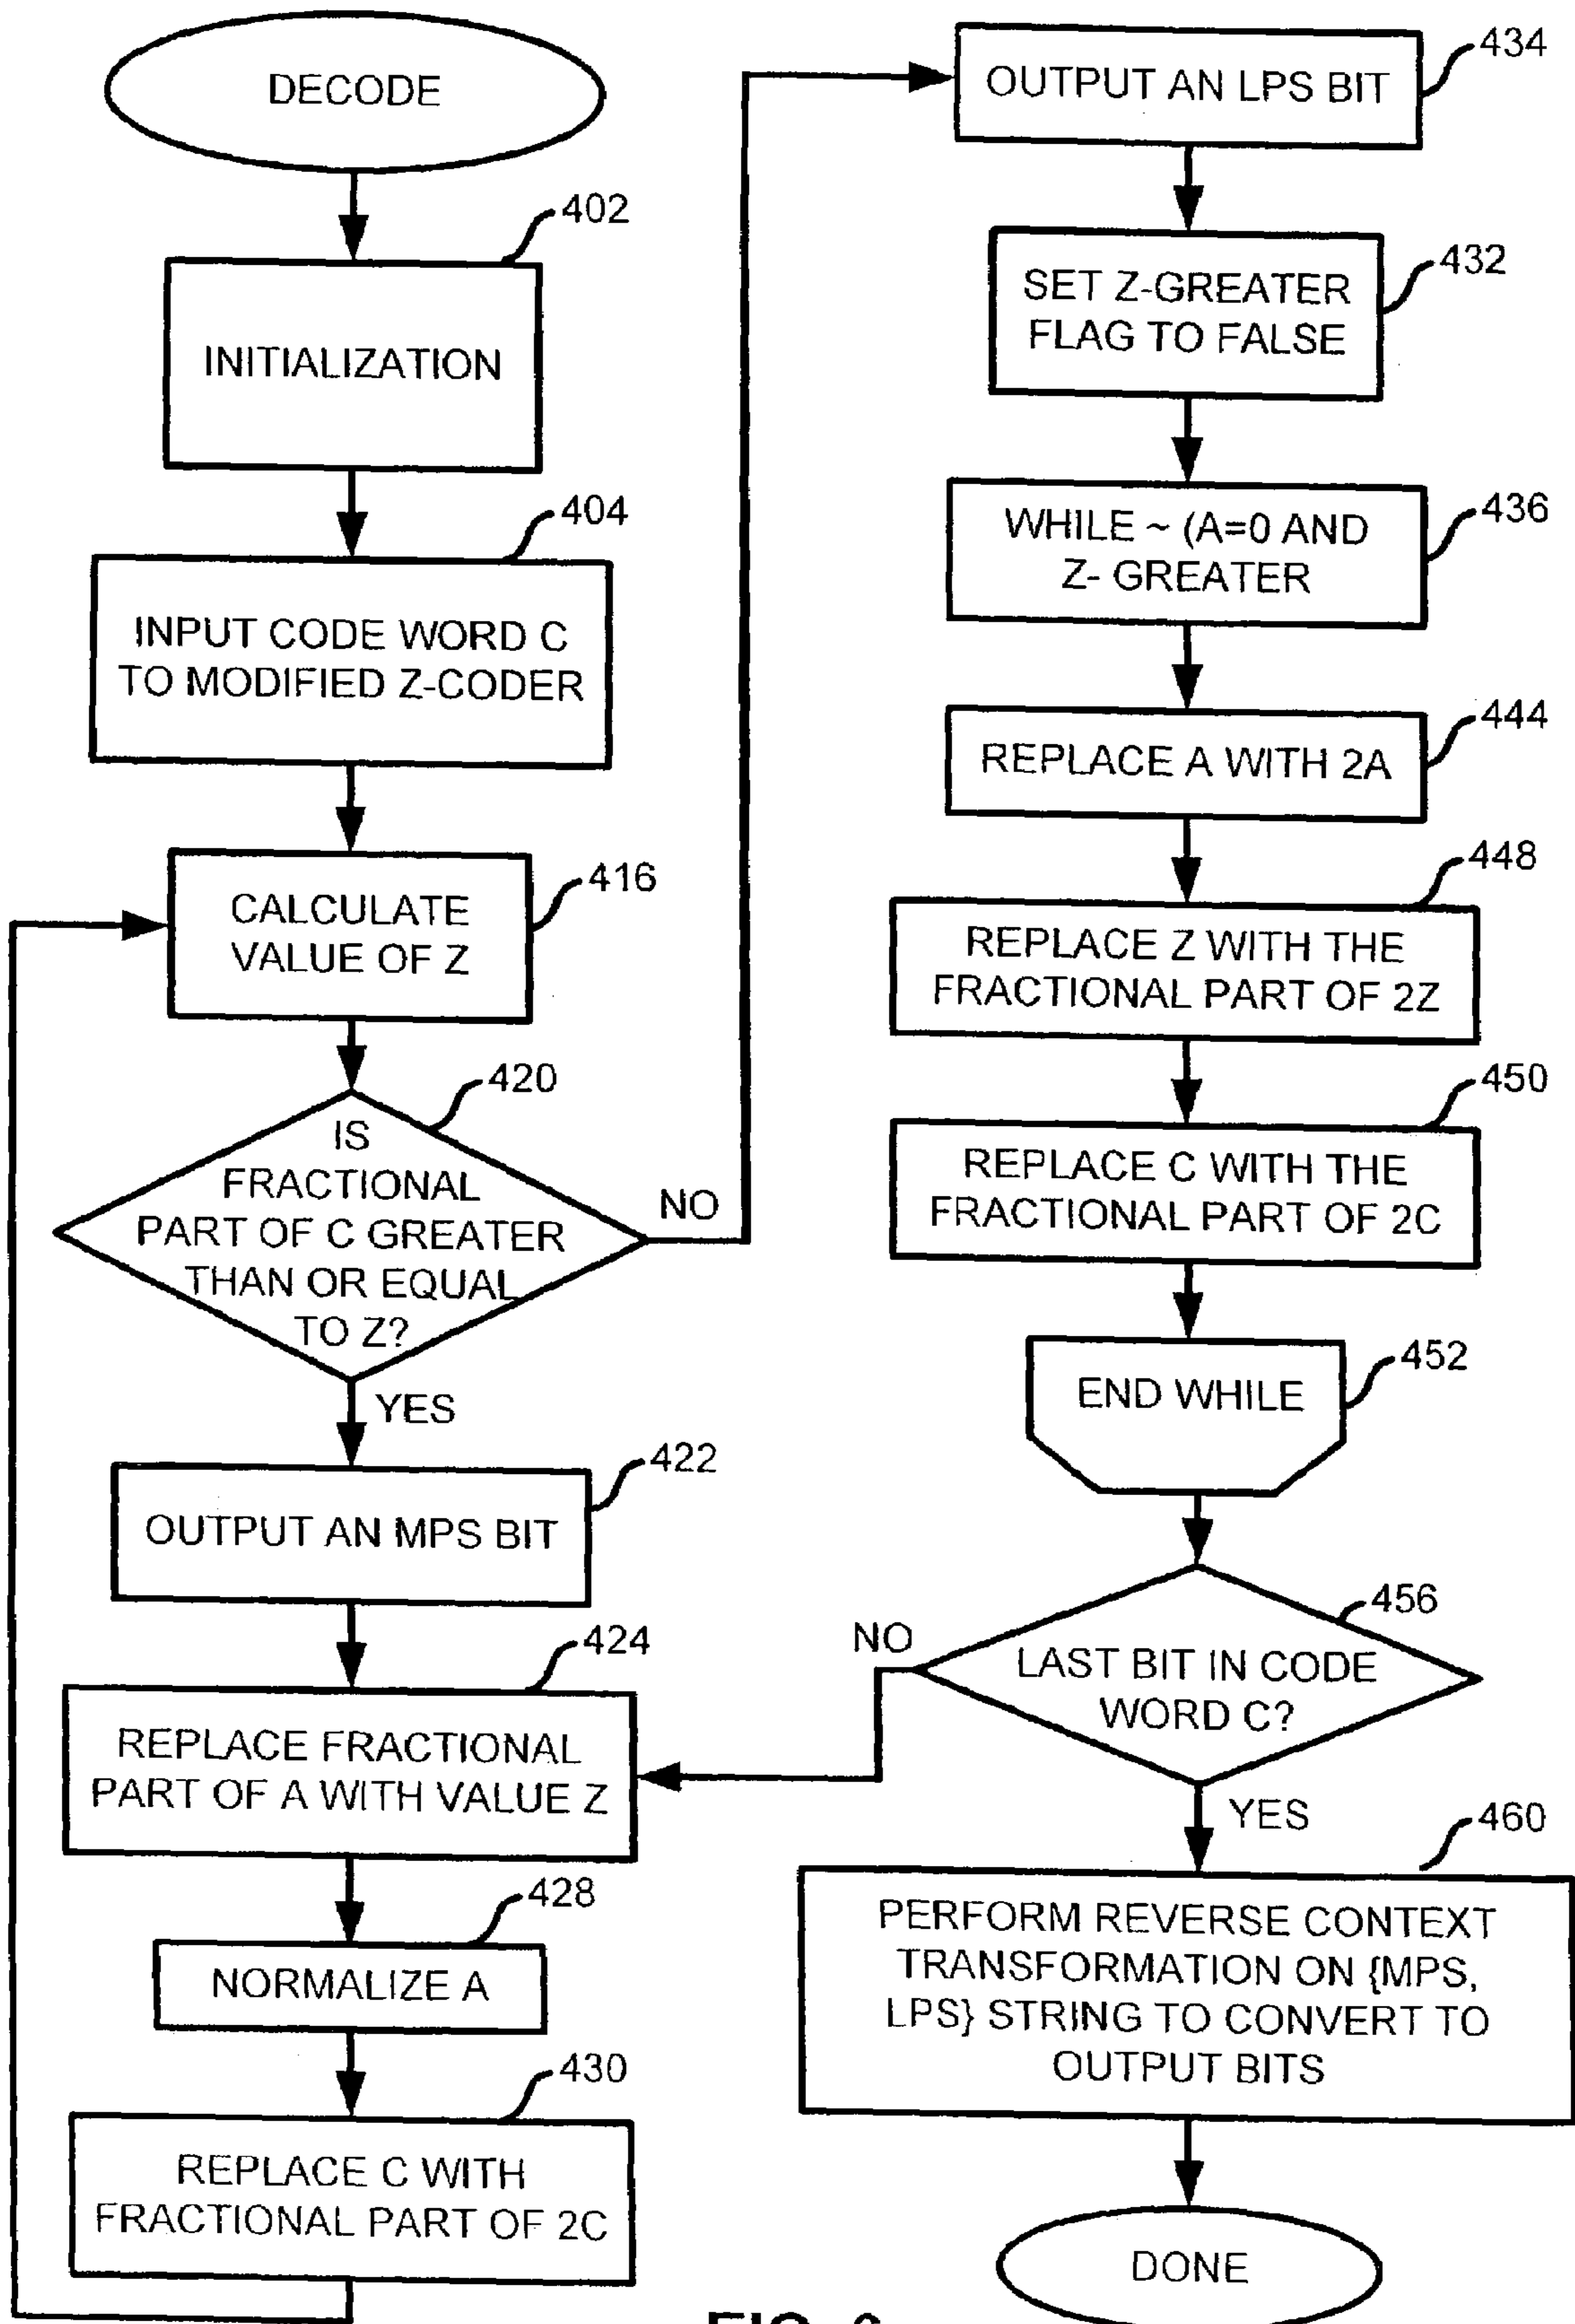 DECODE
402
INITIALIZATION
404
INPUT CODE WORD C
TO MODIFIED Z-CODER
416
CALCULATE
VALUE OF Z
420
IS
FRACTIONAL
PART OF C GREATER
THAN OR EQUAL
TO Z?
NO
YES
422
OUTPUT AN MPS BIT
424
REPLACE FRACTIONAL
PART OF A WITH VALUE Z
428
NORMALIZE A
430
REPLACE C WITH
FRACTIONAL PART OF 2C
434
OUTPUT AN LPS BIT
432
SET Z-GREATER
FLAG TO FALSE
436
WHILE ~ (A=0 AND
Z- GREATER
444
REPLACE A WITH 2A
448
REPLACE Z WITH THE
FRACTIONAL PART OF 2Z
450
REPLACE C WITH THE
FRACTIONAL PART OF 2C
452
END WHILE
456
LAST BIT IN CODE
WORD C?
NO
YES
460
PERFORM REVERSE CONTEXT
TRANSFORMATION ON {MPS,
LPS} STRING TO CONVERT TO
OUTPUT BITS
DONE
FIG.